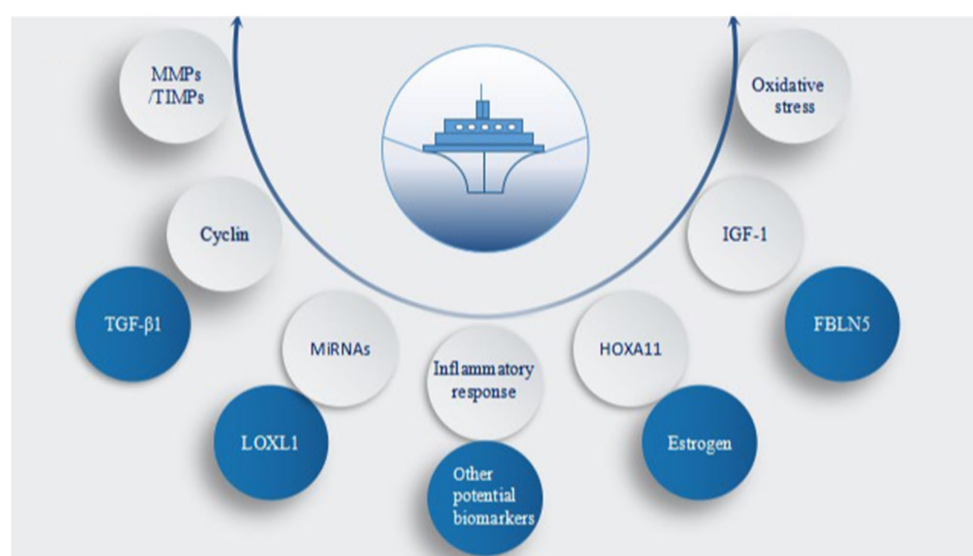 MMPs
/TIMPs
Oxidative
stress
Cyclin
IGF-1
TGF-β1
FBLN5
MiRNAs
HOXA11
Inflammatory
response
LOXL1
Estrogen
Other
potential
biomarkers